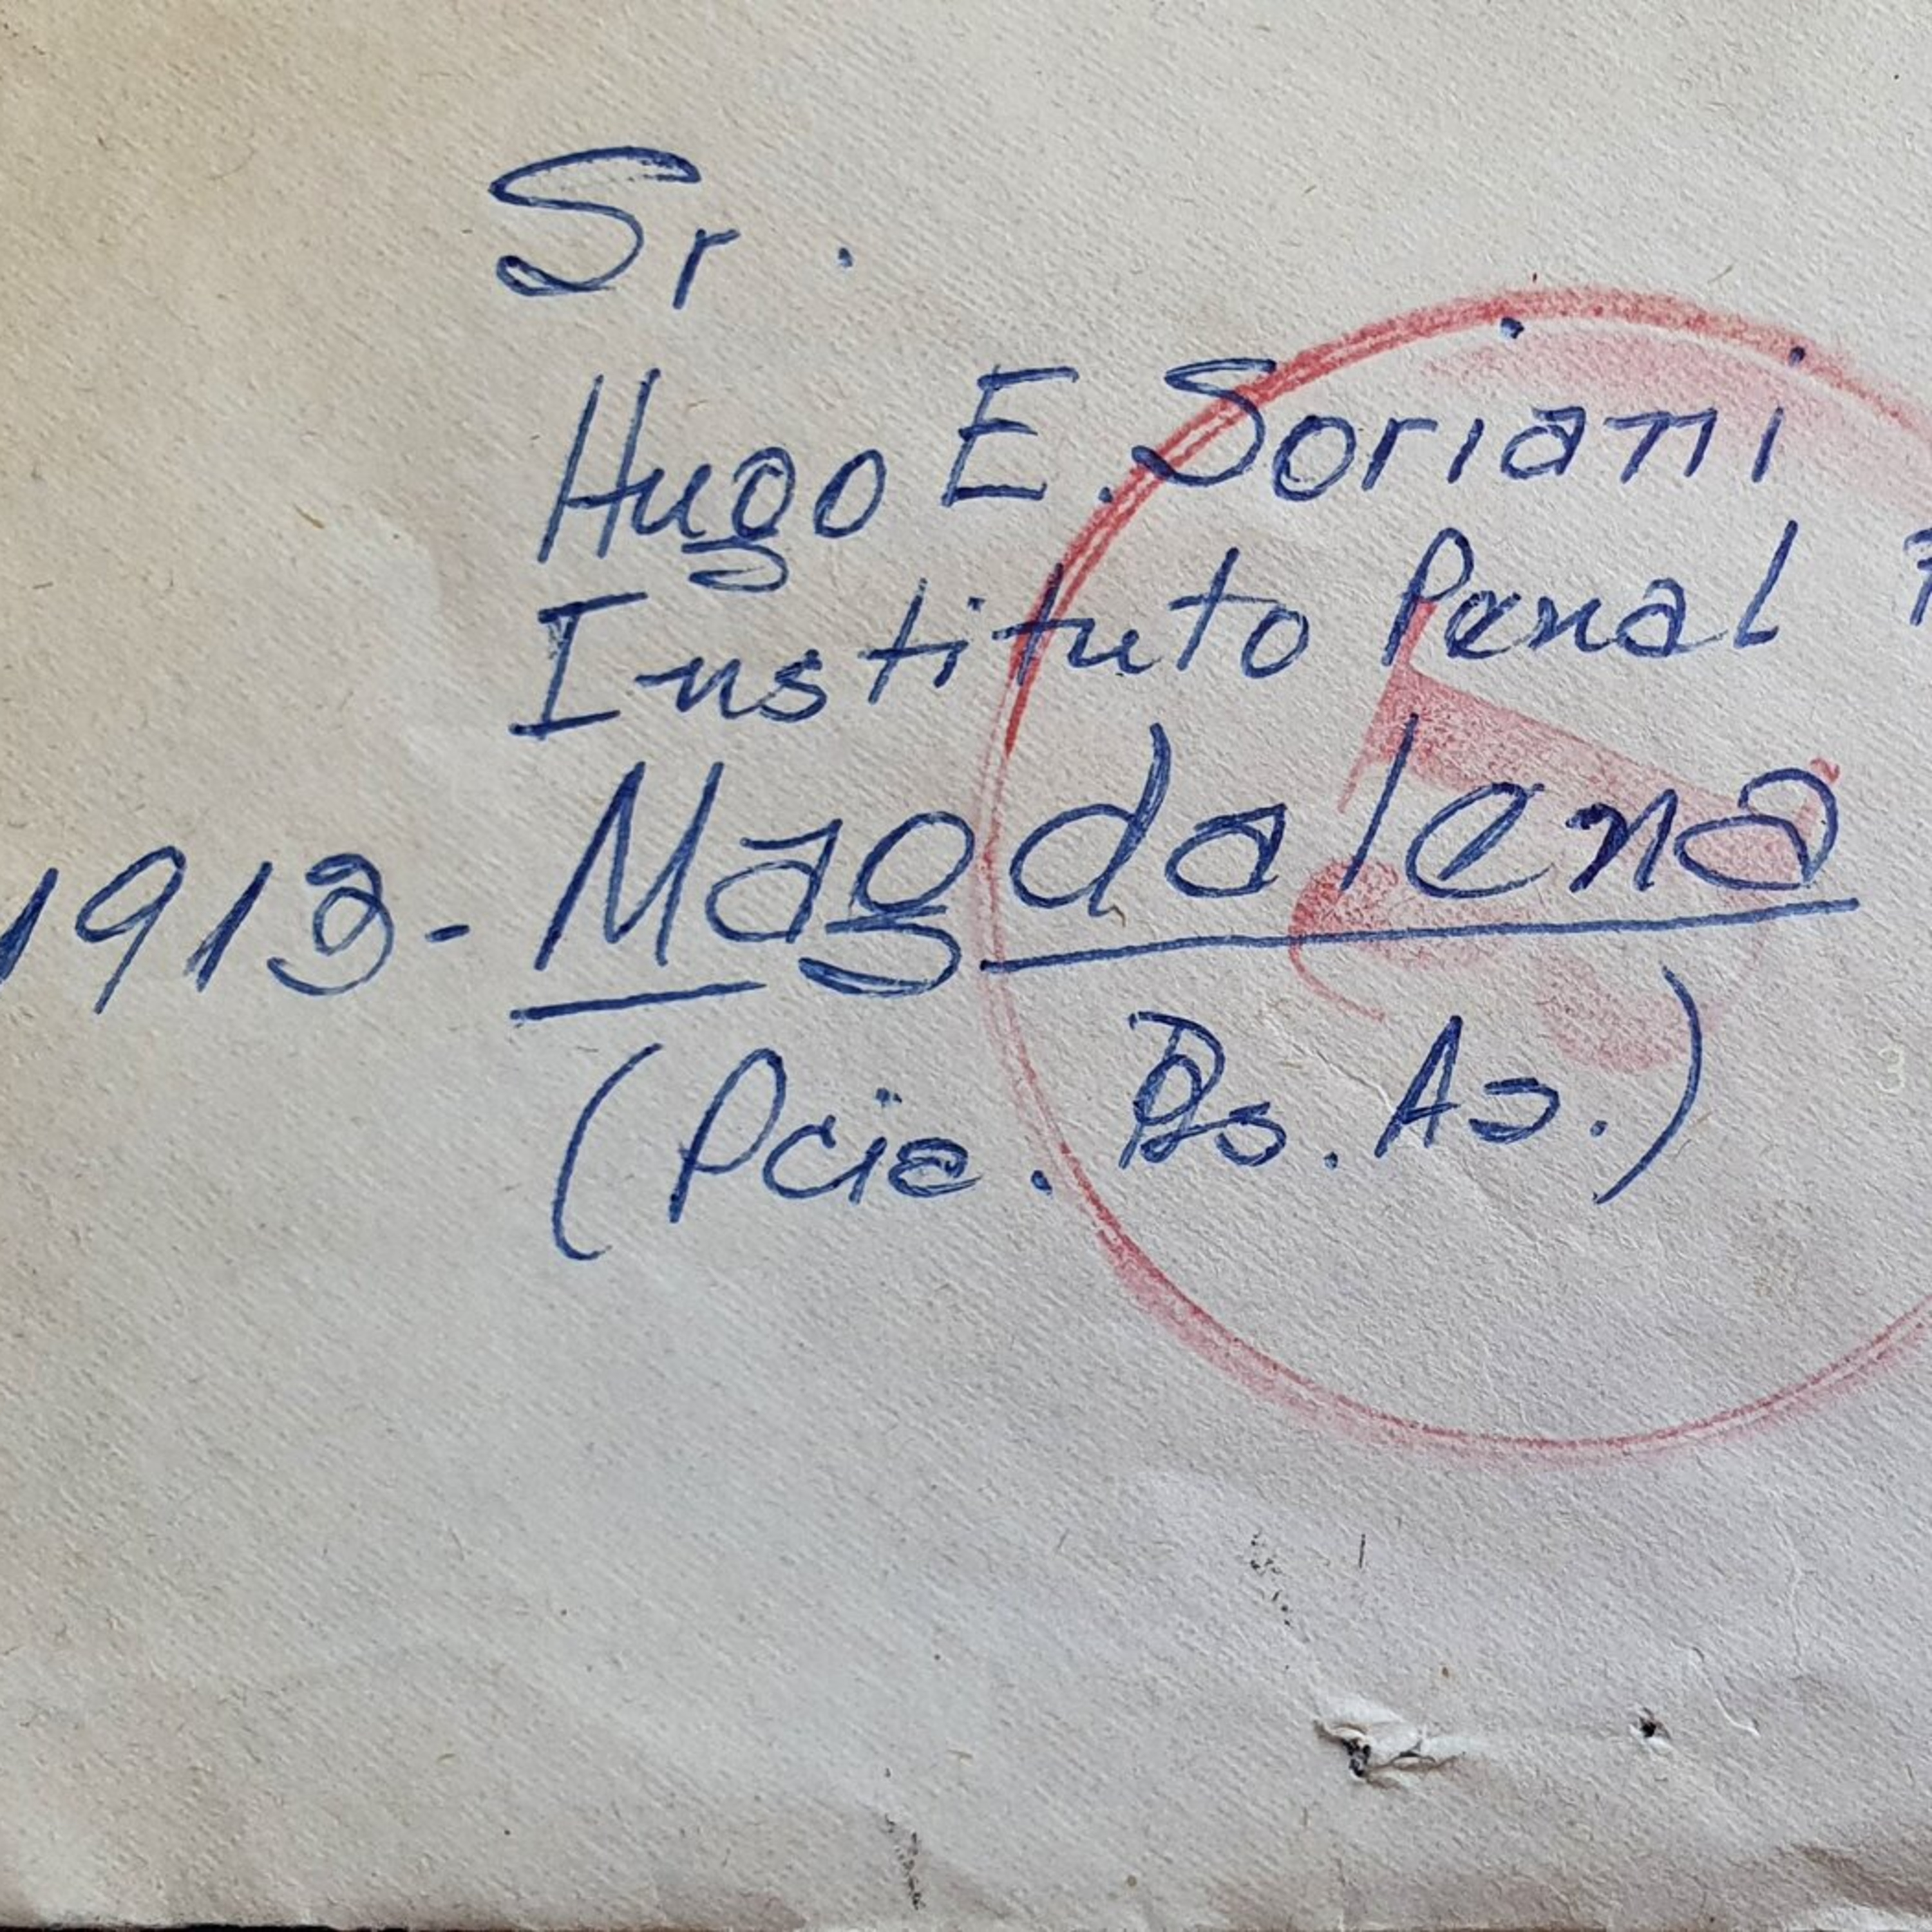 Sr.
Hugo E. Soriani
Instituto Penal
1913- Magdalena
(Pcia. Bs. As.)